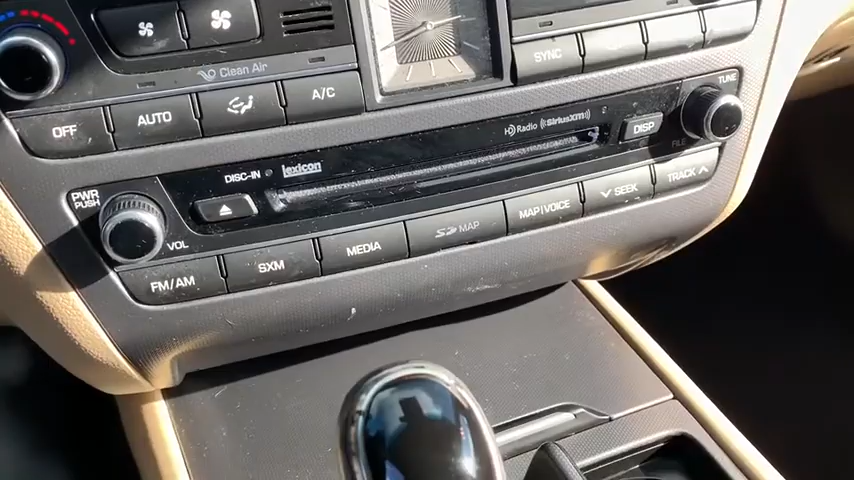 SYNC
Clean Air
A/C
AUTO
OFF
TUNE
HD Radio SiriusXM
DISP
FILE
DISC-IN lexicon
PWR
PUSH
VOL
∨ SEEK
TRACK ∧
MAP/VOICE
SD MAP
MEDIA
SXM
FM/AM